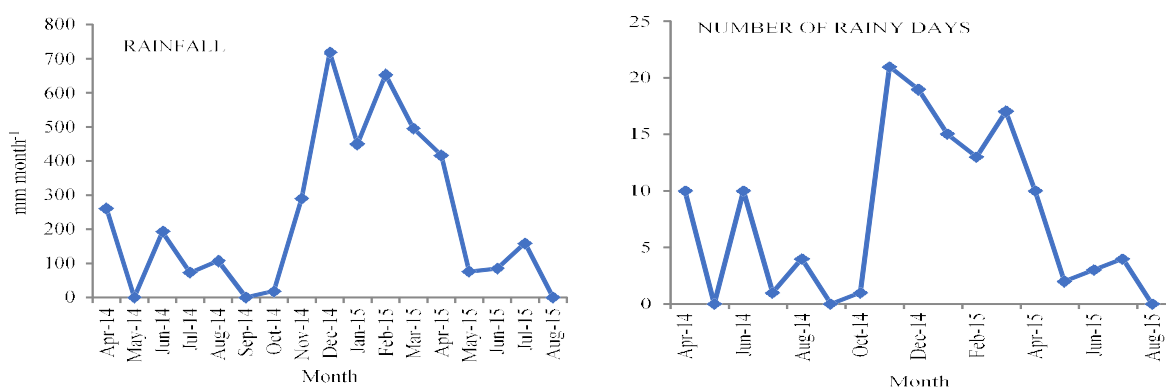 RAINFALL
mm month-1
800
700
600
500
400
300
200
100
0
Apr-14
May-14
Jun-14
Jul-14
Aug-14
Sep-14
Oct-14
Nov-14
Dec-14
Jan-15
Feb-15
Mar-15
Apr-15
May-15
Jun-15
Jul-15
Aug-15
Month
NUMBER OF RAINY DAYS
25
20
15
10
5
0
Apr-14
Jun-14
Aug-14
Oct-14
Dec-14
Feb-15
Apr-15
Jun-15
Aug-15
Month